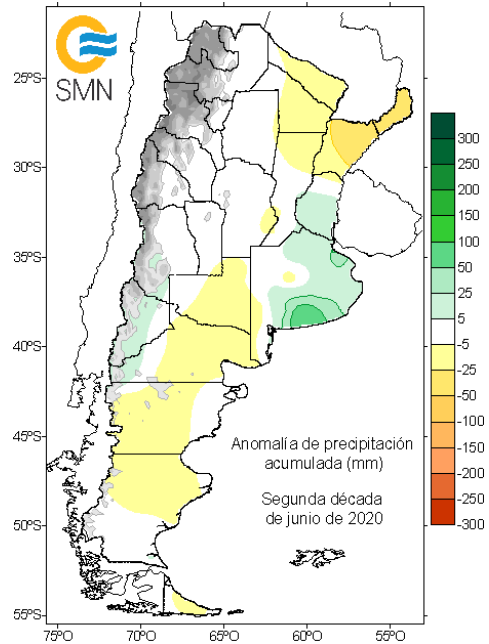 SMN
25ºS
30ºS
35ºS
40ºS
45ºS
50ºS
55ºS
75ºO
70ºO
65ºO
60ºO
55ºO
300
250
200
150
100
50
25
5
-5
-25
-50
-100
-150
-200
-250
-300
Anomalía de precipitación
acumulada (mm)
Segunda década
de junio de 2020